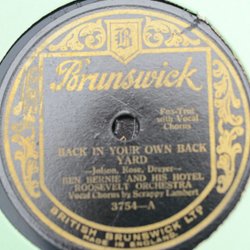 B
Brunswick
Fox-Trot
with Vocal
Chorus
BACK IN YOUR OWN BACK
YARD
—Jolson, Rose, Dreyer—
BEN BERNIE AND HIS HOTEL
ROOSEVELT ORCHESTRA
Vocal Chorus by Scrappy Lambert
3754-A
BRITISH BRUNSWICK LTD
MADE IN ENGLAND